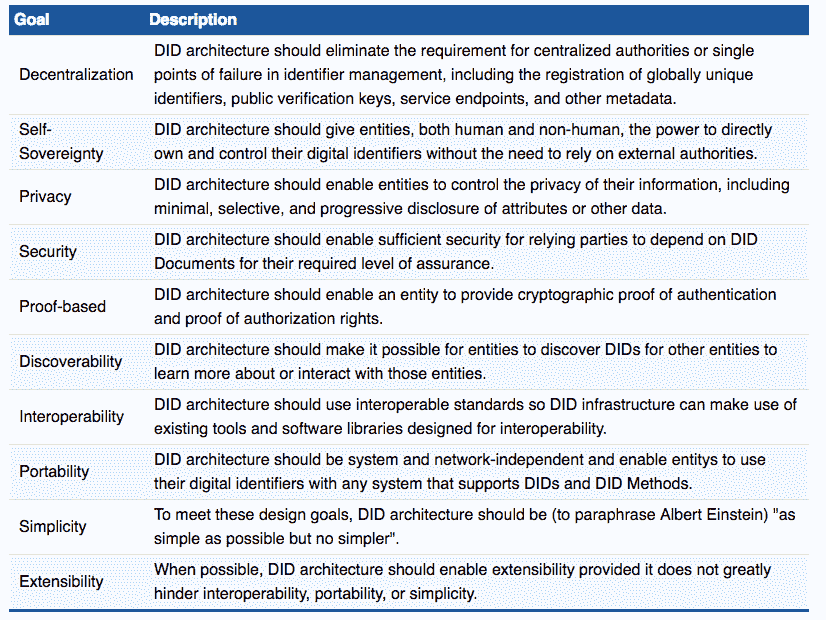 Goal Description
DID architecture should eliminate the requirement for centralized authorities or single
Decentralization points of failure in identifier management, including the registration of globally unique
identifiers, public verification keys, service endpoints, and other metadata.
Self- DID architecture should give entities, both human and non-human, the power to directly
Sovereignty own and control their digital identifiers without the need to rely on external authorities.
Privacy
DID architecture should enable entities to control the privacy of their information, including
minimal, selective, and progressive disclosure of attributes or other data.
Security
DID architecture should enable sufficient security for relying parties to depend on DID
Documents for their required level of assurance.
Proof-based
DID architecture should enable an entity to provide cryptographic proof of authentication
and proof of authorization rights.
Discoverability
DID architecture should make it possible for entities to discover DIDs for other entities to
learn more about or interact with those entities.
Interoperability
DID architecture should use interoperable standards so DID infrastructure can make use of
existing tools and software libraries designed for interoperability.
Portability
DID architecture should be system and network-independent and enable entitys to use
their digital identifiers with any system that supports DIDs and DID Methods.
Simplicity
To meet these design goals, DID architecture should be (to paraphrase Albert Einstein) "as
simple as possible but no simpler".
Extensibility
When possible, DID architecture should enable extensibility provided it does not greatly
hinder interoperability, portability, or simplicity.